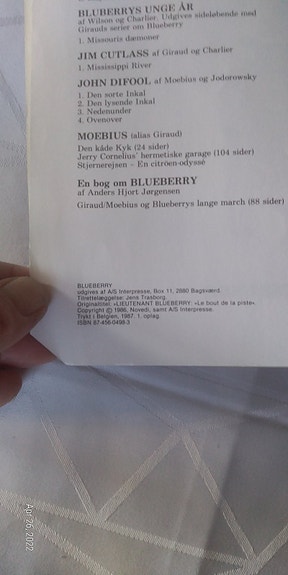 BLUBERRYS UNGE ÅR
af Wilson og Charlier. Udgives sideløbende med
Girauds serier om Blueberry
1. Missouris dæmoner
JIM CUTLASS af Giraud og Charlier
1. Mississippi River
JOHN DIFOOL af Moebius og Jodorowsky
1. Den sorte Inkal
2. Den lysende Inkal
3. Nedenunder
4. Ovenover
MOEBIUS (alias Giraud)
Den kåde Kyk (24 sider)
Jerry Cornelius' hermetiske garage (104 sider)
Stjernerejsen – En citroen-odyssé
En bog om BLUEBERRY
af Anders Hjort Jørgensen
Giraud/Moebius og Blueberrys lange march (88 sider)
BLUEBERRY
udgives af A/S Interpresse, Box 11, 2880 Bagsværd.
Tilrettelæggelse: Jens Trasborg.
Originaltitel: »LIEUTENANT BLUEBERRY: »Le bout de la piste«.
Copyright © 1986, Novedi, samt A/S Interpresse.
Trykt i Belgien, 1987. 1. oplag.
ISBN 87-456-0498-3
Apr 26, 2022